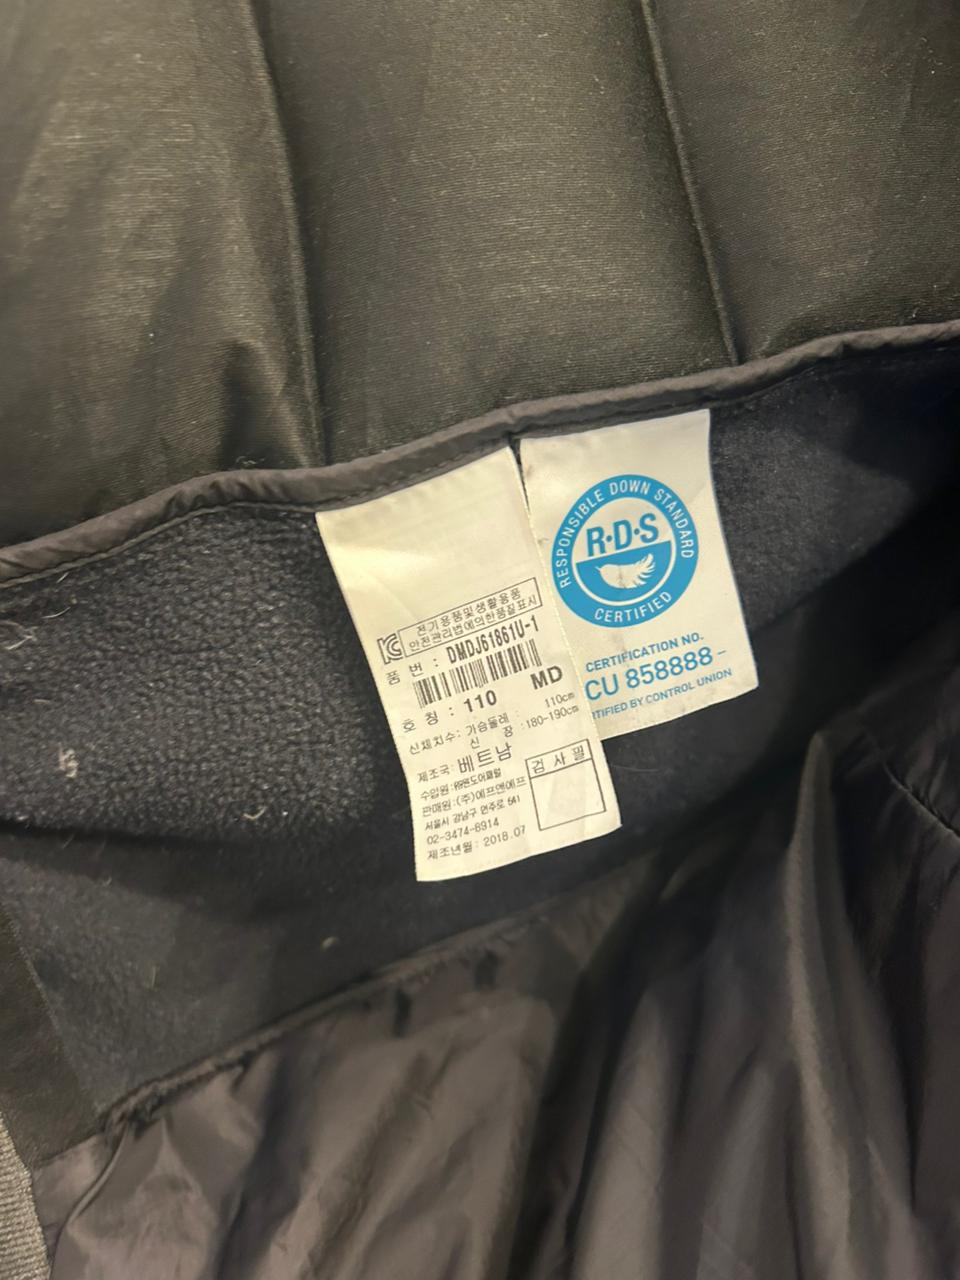 전기용품및생활용품
안전관리법에의한품질표시
품 번 : DMDJ61861U-1
호 칭 : 110 MD
신체치수: 가슴둘레 : 110cm
신 장 : 180-190cm
제조국: 베트남
검 사 필
수입원:
판매원:(주)에프앤에프
서울시 강남구 언주로 541
02-3474-8914
제조년월: 2018.07
RESPONSIBLE DOWN STANDARD
R·D·S
CERTIFIED
CERTIFICATION NO.
CU 858888 -
RTIFIED BY CONTROL UNION